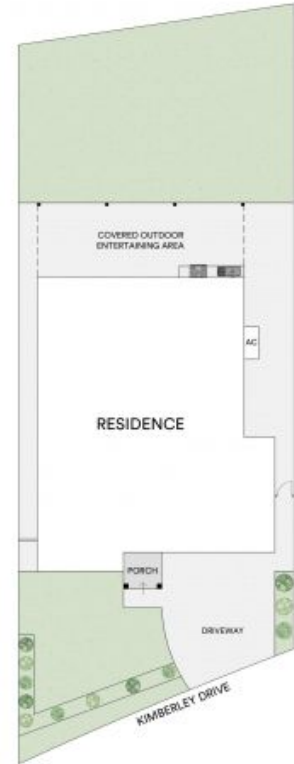 COVERED OUTDOOR
ENTERTAINING AREA
AC
RESIDENCE
PORCH
DRIVEWAY
KIMBERLEY DRIVE